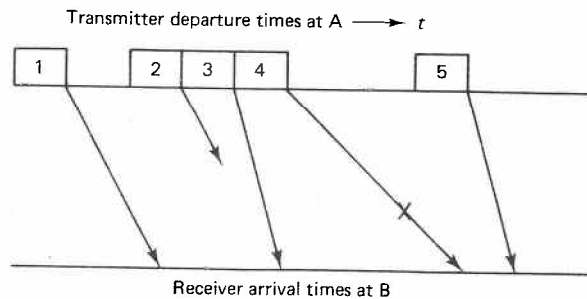 Transmitter departure times at A → t
1 2 3 4 5
Receiver arrival times at B